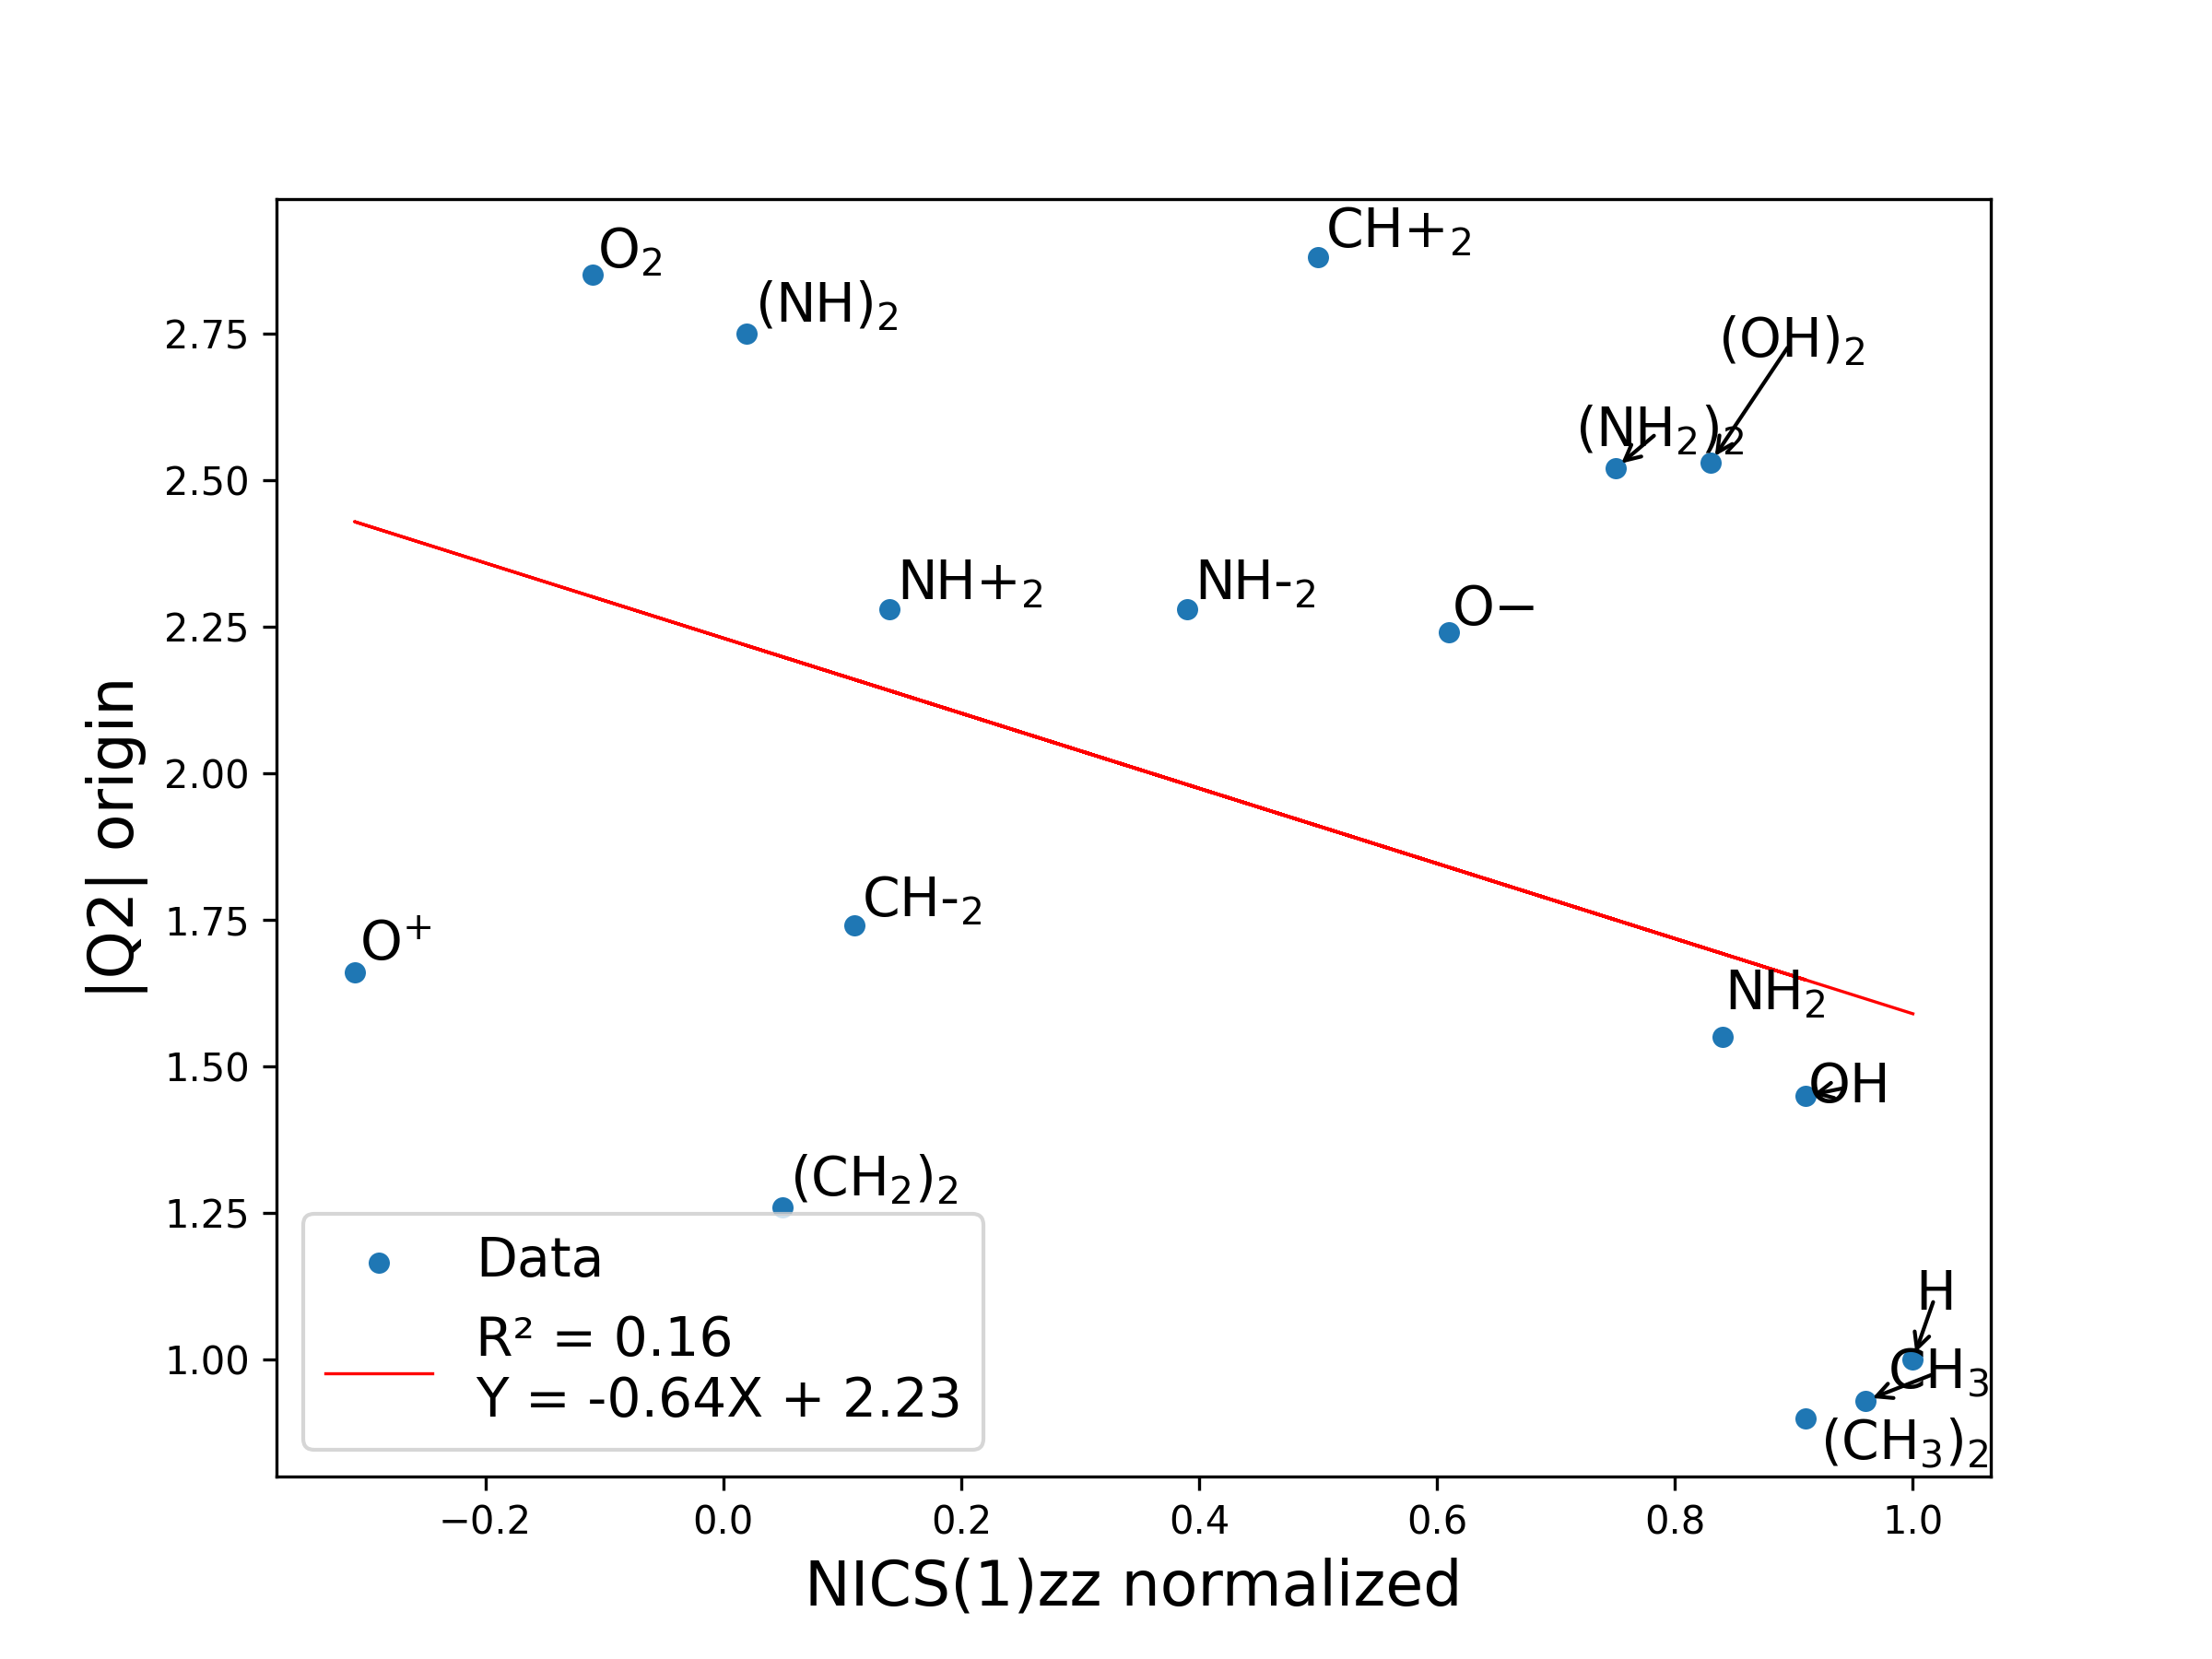 CH+₂
O₂
(NH)₂
(OH)₂
2.75
(NH₂)₂
2.50
NH+₂
NH-₂
O−
2.25
2.00
|Q2| origin
CH-₂
1.75
O⁺
NH₂
1.50
OH
(CH₂)₂
1.25
Data
H
R² = 0.16
1.00
CH₃
Y = -0.64X + 2.23
(CH₃)₂
−0.2 0.0 0.2 0.4 0.6 0.8 1.0
NICS(1)zz normalized